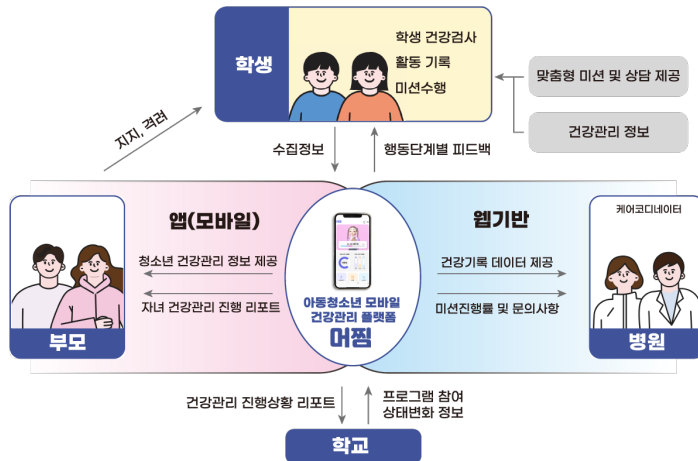 학생
학생 건강검사
활동 기록
미션수행
맞춤형 미션 및 상담 제공
건강관리 정보
지지, 격려
수집정보
행동단계별 피드백
앱(모바일)
웹기반
케어코디네이터
청소년 건강관리 정보 제공
건강기록 데이터 제공
자녀 건강관리 진행 리포트
미션진행률 및 문의사항
아동청소년 모바일
건강관리 플랫폼
머찜
부모
병원
건강관리 진행상황 리포트
프로그램 참여
상태변화 정보
학교